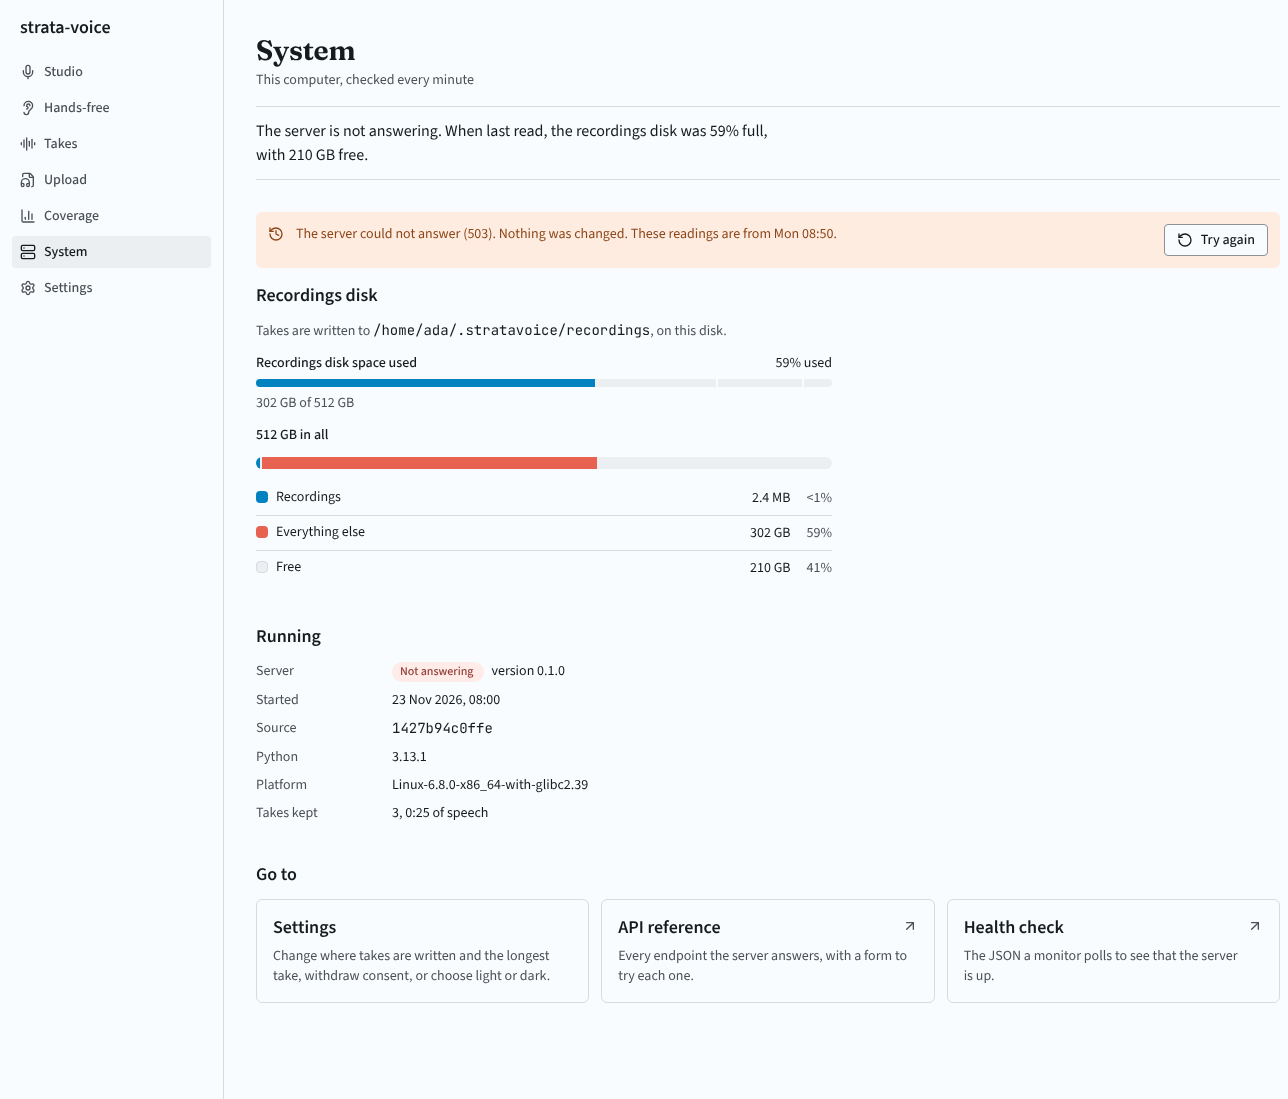 strata-voice
Studio
Hands-free
Takes
Upload
Coverage
System
Settings
System
This computer, checked every minute
The server is not answering. When last read, the recordings disk was 59% full,
with 210 GB free.
The server could not answer (503). Nothing was changed. These readings are from Mon 08:50.
Try again
Recordings disk
Takes are written to /home/ada/.stratavoice/recordings, on this disk.
Recordings disk space used 59% used
302 GB of 512 GB
512 GB in all
Recordings 2.4 MB <1%
Everything else 302 GB 59%
Free 210 GB 41%
Running
Server Not answering version 0.1.0
Started 23 Nov 2026, 08:00
Source 1427b94c0ffe
Python 3.13.1
Platform Linux-6.8.0-x86_64-with-glibc2.39
Takes kept 3, 0:25 of speech
Go to
Settings
Change where takes are written and the longest
take, withdraw consent, or choose light or dark.
API reference
Every endpoint the server answers, with a form to
try each one.
Health check
The JSON a monitor polls to see that the server
is up.